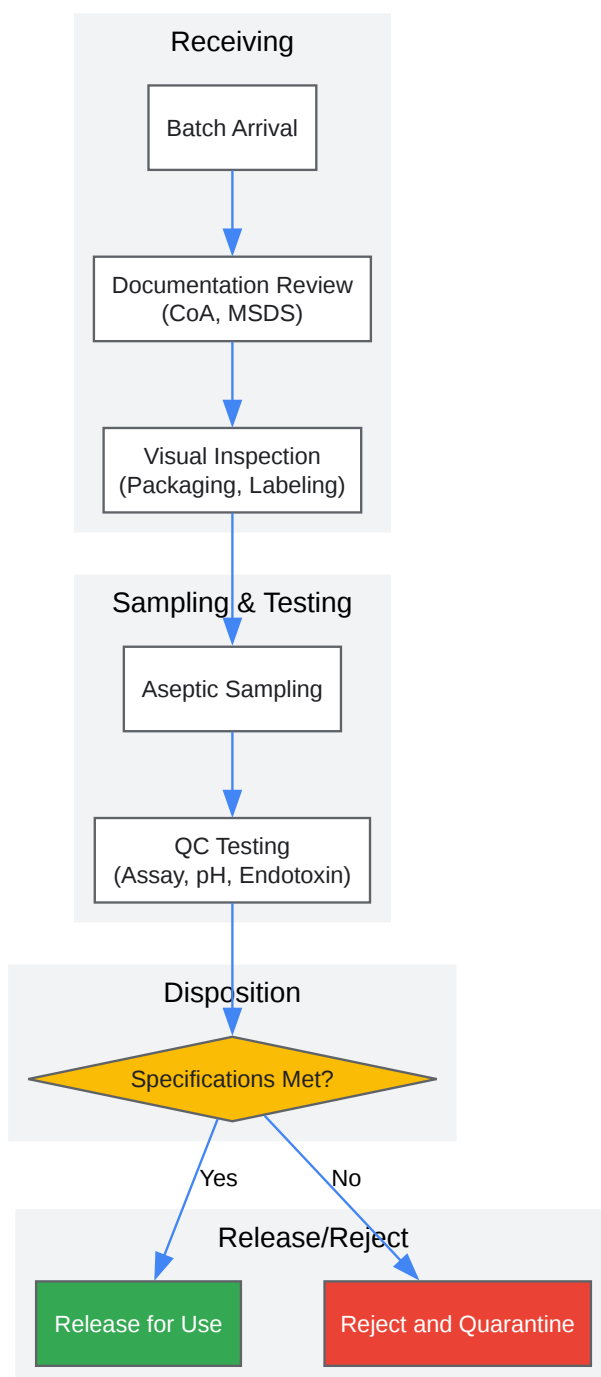 Receiving
Batch Arrival
Documentation Review
(CoA, MSDS)
Visual Inspection
(Packaging, Labeling)
Sampling & Testing
Aseptic Sampling
QC Testing
(Assay, pH, Endotoxin)
Disposition
Specifications Met?
Yes
No
Release/Reject
Release for Use
Reject and Quarantine